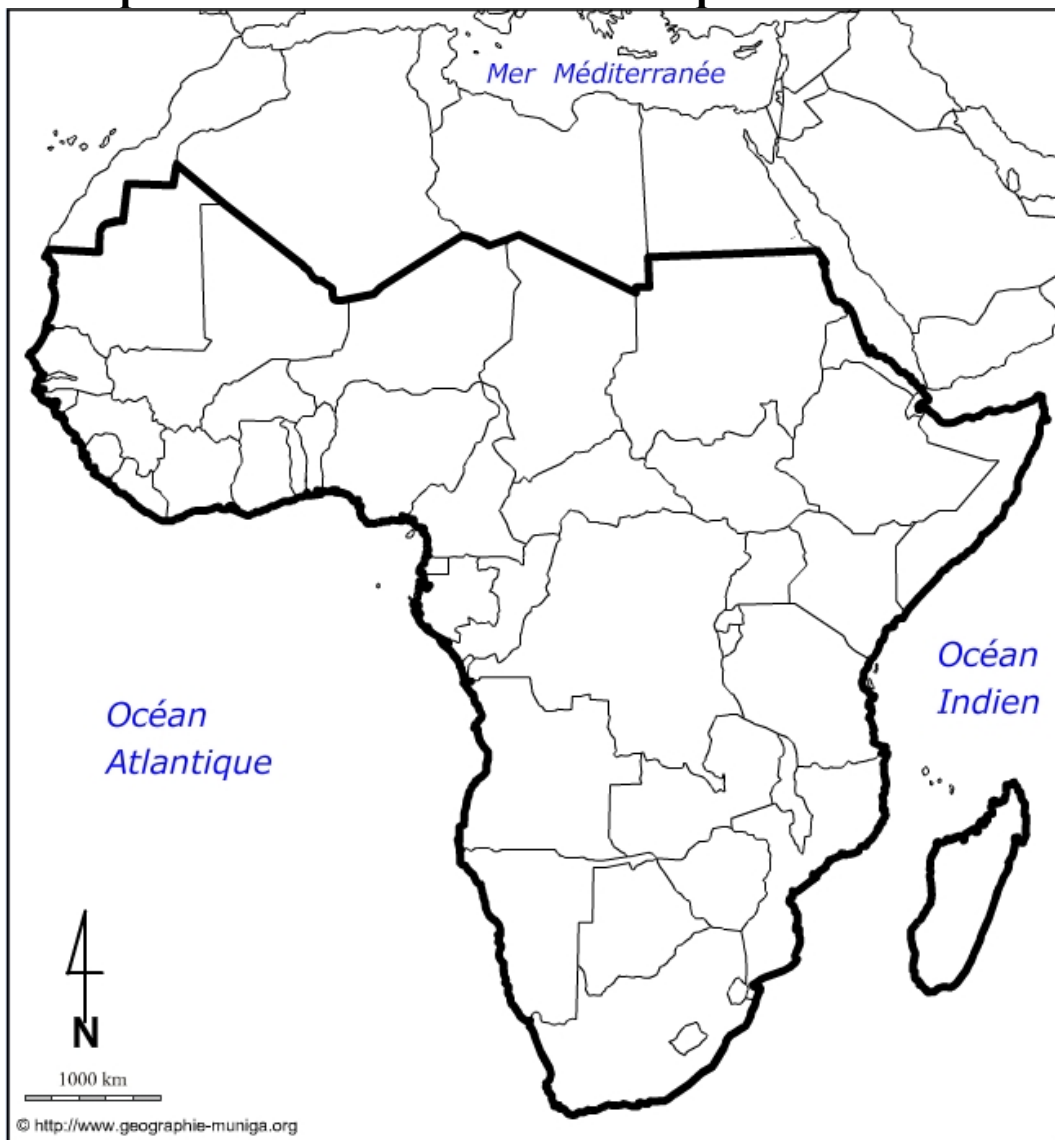 Mer Méditerranée
Océan
Indien
Océan
Atlantique
N
1000 km
© http://www.geographie-muniga.org